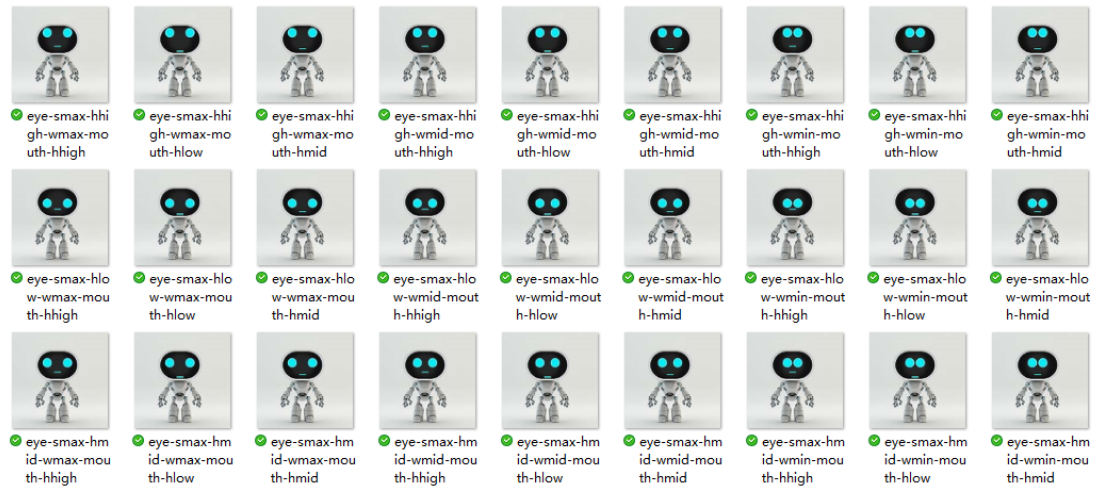 eye-smax-hhi
gh-wmax-mo
uth-hhigh
eye-smax-hhi
gh-wmax-mo
uth-hlow
eye-smax-hhi
gh-wmax-mo
uth-hmid
eye-smax-hhi
gh-wmid-mo
uth-hhigh
eye-smax-hhi
gh-wmid-mo
uth-hlow
eye-smax-hhi
gh-wmid-mo
uth-hmid
eye-smax-hhi
gh-wmin-mo
uth-hhigh
eye-smax-hhi
gh-wmin-mo
uth-hlow
eye-smax-hhi
gh-wmin-mo
uth-hmid
eye-smax-hlo
w-wmax-mou
th-hhigh
eye-smax-hlo
w-wmax-mou
th-hlow
eye-smax-hlo
w-wmax-mou
th-hmid
eye-smax-hlo
w-wmid-mout
h-hhigh
eye-smax-hlo
w-wmid-mout
h-hlow
eye-smax-hlo
w-wmid-mout
h-hmid
eye-smax-hlo
w-wmin-mout
h-hhigh
eye-smax-hlo
w-wmin-mout
h-hlow
eye-smax-hlo
w-wmin-mout
h-hmid
eye-smax-hm
id-wmax-mou
th-hhigh
eye-smax-hm
id-wmax-mou
th-hlow
eye-smax-hm
id-wmax-mou
th-hmid
eye-smax-hm
id-wmid-mou
th-hhigh
eye-smax-hm
id-wmid-mou
th-hlow
eye-smax-hm
id-wmid-mou
th-hmid
eye-smax-hm
id-wmin-mou
th-hhigh
eye-smax-hm
id-wmin-mou
th-hlow
eye-smax-hm
id-wmin-mou
th-hmid